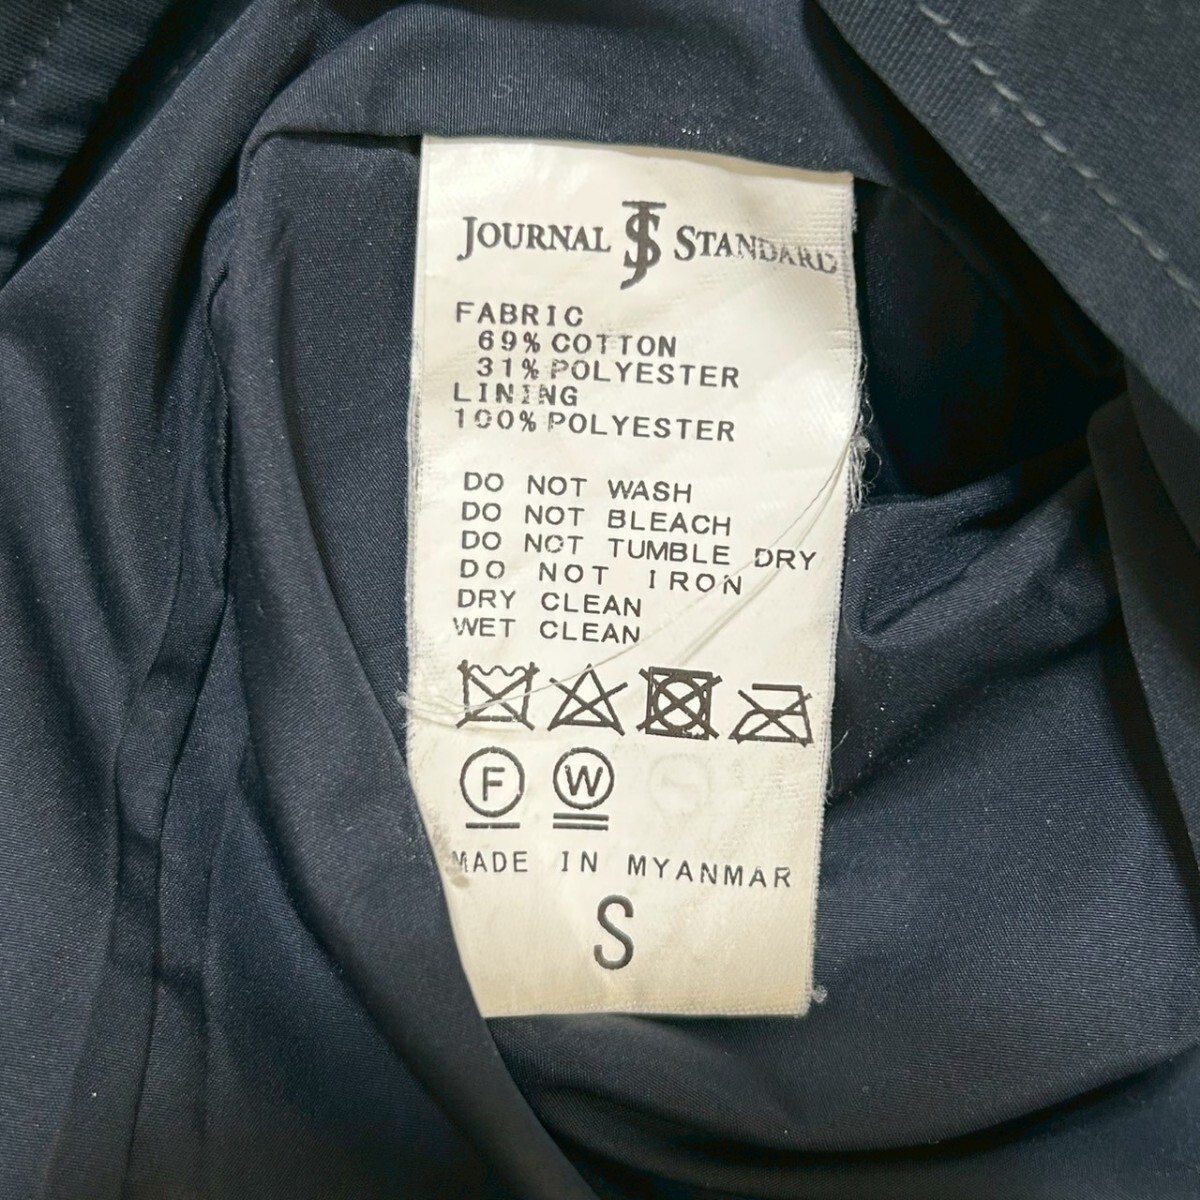 JOURNAL JS STANDARD
FABRIC
69% COTTON
31% POLYESTER
LINING
100% POLYESTER
DO NOT WASH
DO NOT BLEACH
DO NOT TUMBLE DRY
DO NOT IRON
DRY CLEAN
WET CLEAN
F W
MADE IN MYANMAR
S